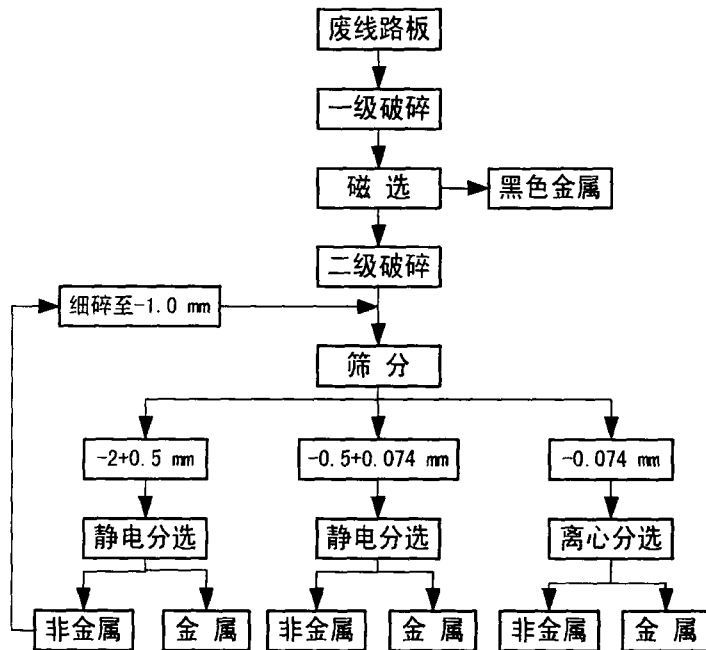 废线路板
一级破碎
磁选
黑色金属
二级破碎
细碎至-1.0 mm
筛分
-2+0.5 mm
-0.5+0.074 mm
-0.074 mm
静电分选
静电分选
离心分选
非金属
金属
非金属
金属
非金属
金属